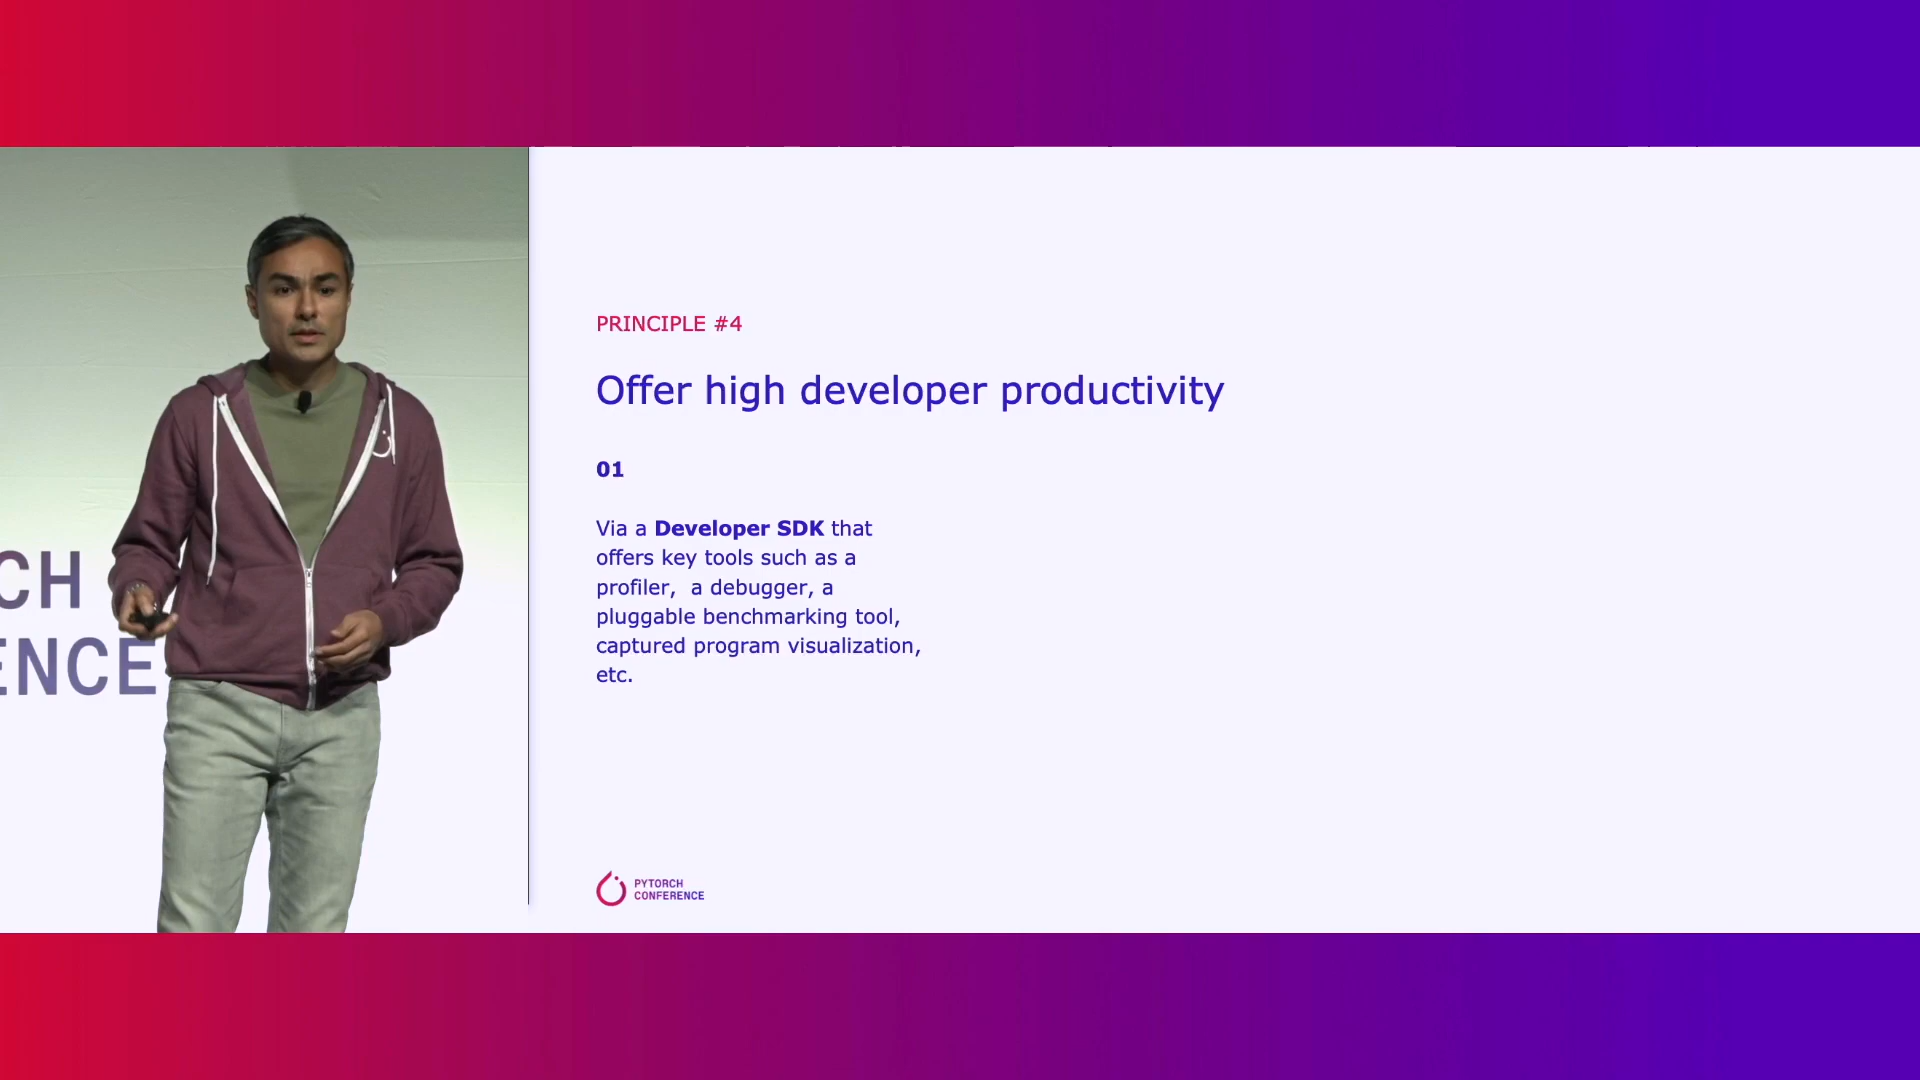 CH
ENCE
PRINCIPLE #4
Offer high developer productivity
01
Via a Developer SDK that
offers key tools such as a
profiler,  a debugger, a
pluggable benchmarking tool,
captured program visualization,
etc.
PYTORCH
CONFERENCE